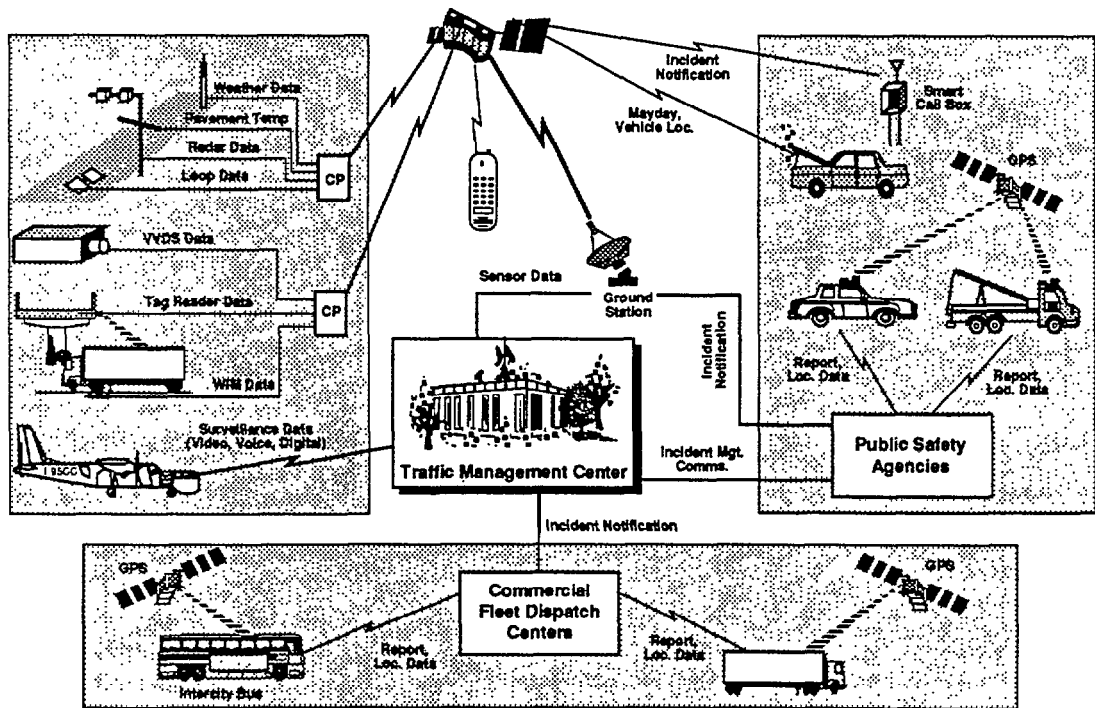 Weather Data
Pavement Temp
Radar Data
Loop Data
CP
VVDS Data
Tag Reader Data
CP
WIM Data
Surveillance Data
(Video, Voice, Digital)
Incident
Notification
Mayday,
Vehicle Loc.
Smart
Call Box
GPS
Sensor Data
Ground
Station
Incident
Notification
Report,
Loc. Data
Report,
Loc. Data
Public Safety
Agencies
Traffic Management Center
Incident Mgt.
Comms.
Incident Notification
GPS
GPS
Commercial
Fleet Dispatch
Centers
Report,
Loc. Data
Report,
Loc. Data
Intercity Bus